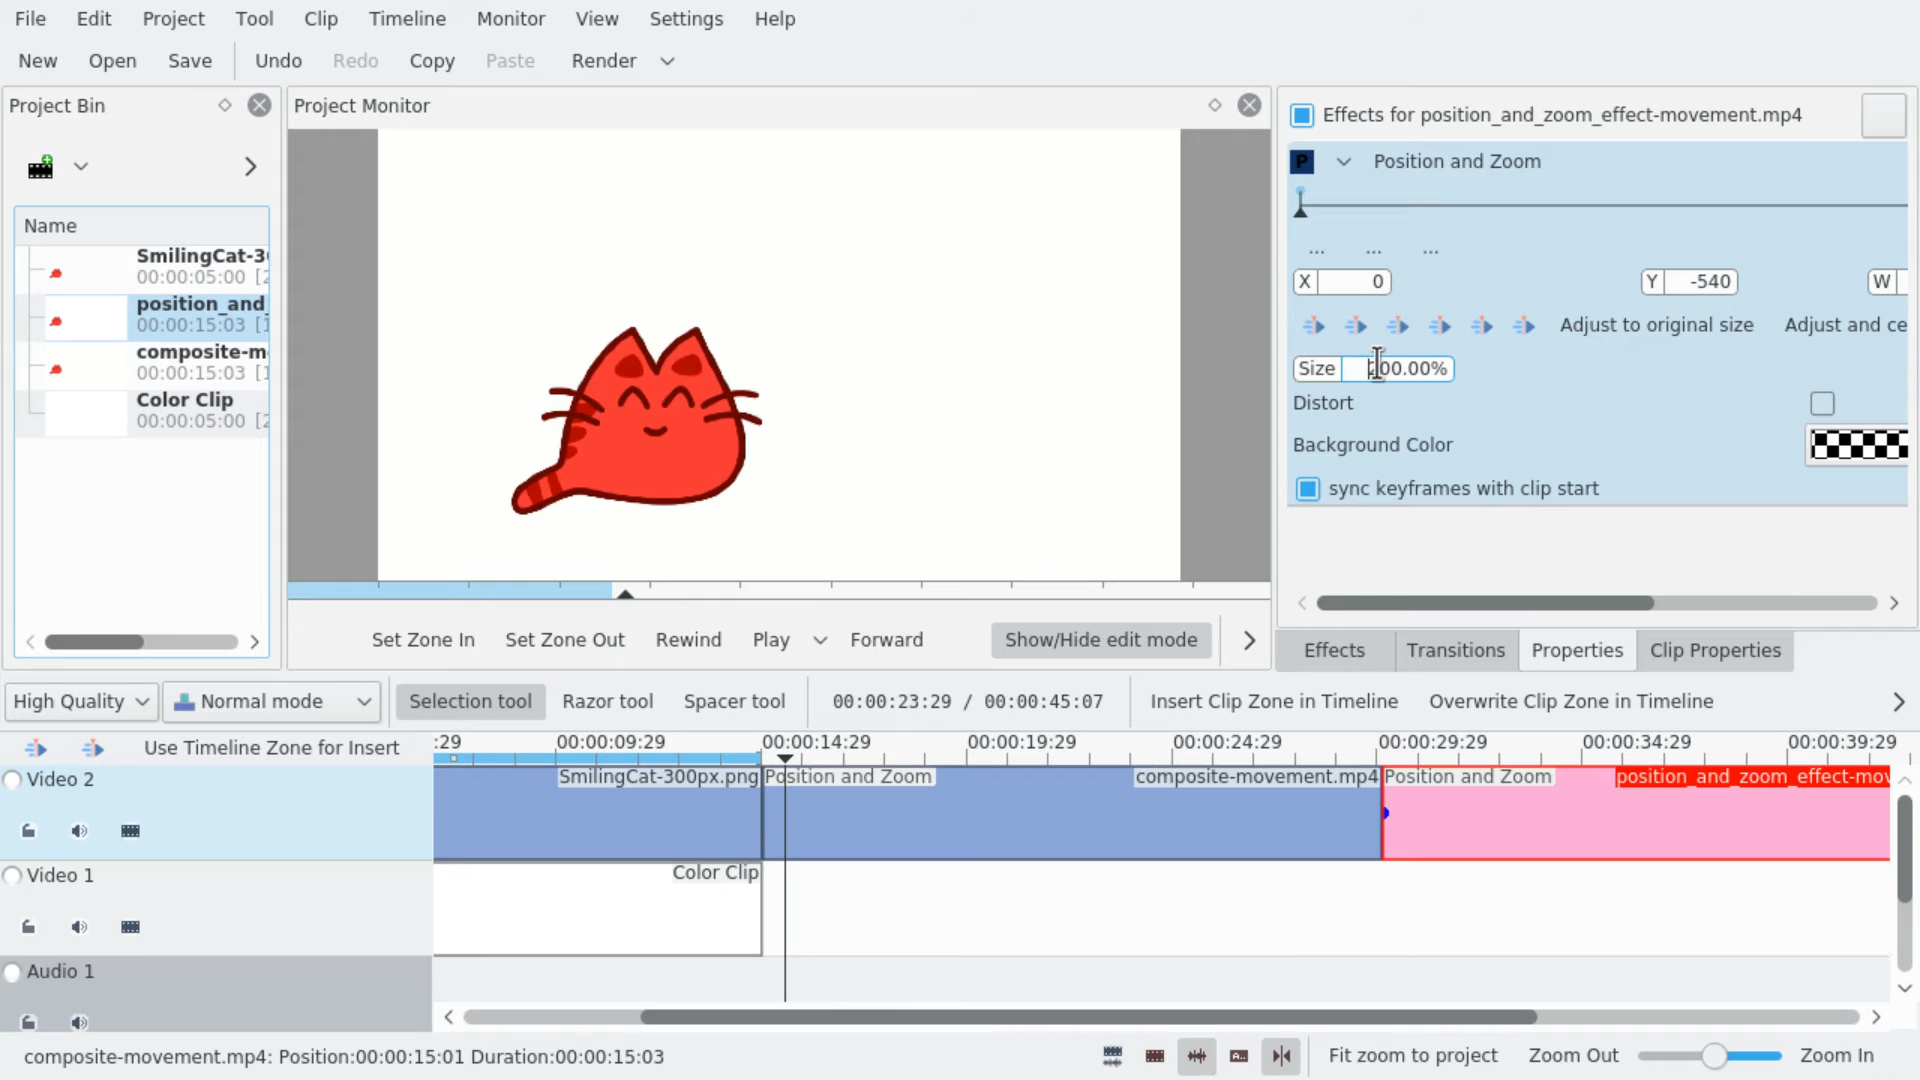 File Edit Project Tool Clip Timeline Monitor View Settings Help
New Open Save Undo Redo Copy Paste Render
Project Bin
Name
SmilingCat-3
00:00:05:00 [2
position_and_
00:00:15:03 [1
composite-m
00:00:15:03 [1
Color Clip
00:00:05:00 [2
Project Monitor
Set Zone In Set Zone Out Rewind Play Forward Show/Hide edit mode
Effects for position_and_zoom_effect-movement.mp4
P Position and Zoom
... ... ...
X 0 Y -540 W
Adjust to original size Adjust and ce
Size 00.00%
Distort
Background Color
sync keyframes with clip start
Effects Transitions Properties Clip Properties
High Quality Normal mode Selection tool Razor tool Spacer tool 00:00:23:29 / 00:00:45:07 Insert Clip Zone in Timeline Overwrite Clip Zone in Timeline
Use Timeline Zone for Insert :29 00:00:09:29 00:00:14:29 00:00:19:29 00:00:24:29 00:00:29:29 00:00:34:29 00:00:39:29
Video 2 SmilingCat-300px.png Position and Zoom composite-movement.mp4 Position and Zoom position_and_zoom_effect-mov
Video 1 Color Clip
Audio 1
composite-movement.mp4: Position:00:00:15:01 Duration:00:00:15:03 Fit zoom to project Zoom Out Zoom In